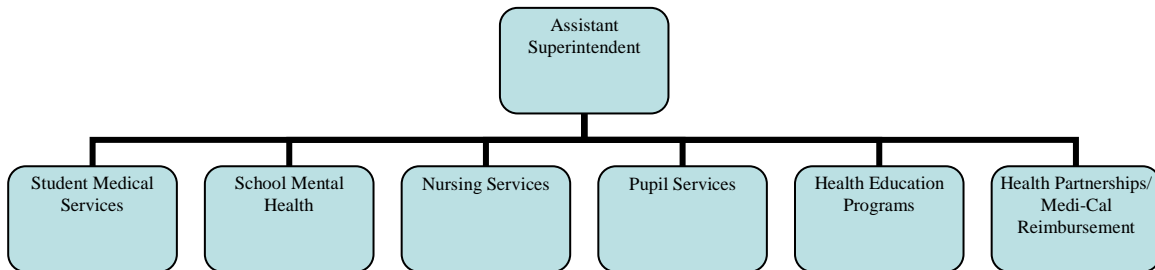 Assistant
Superintendent
Student Medical
Services
School Mental
Health
Nursing Services
Pupil Services
Health Education
Programs
Health Partnerships/
Medi-Cal
Reimbursement